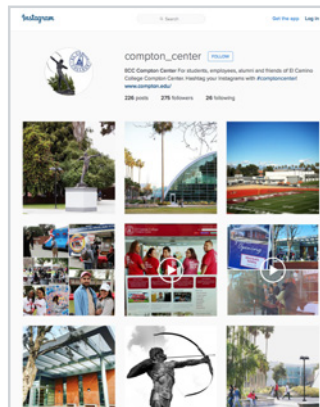 Instagram
Search
Get the app
Log in
compton_center
FOLLOW
ECC Compton Center For students, employees, alumni and friends of El Camino
College Compton Center. Hashtag your Instagrams with #comptoncenter!
www.compton.edu/
226 posts
275 followers
26 following